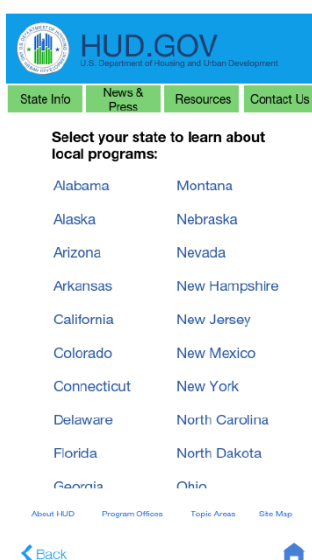 HUD.GOV
U.S. Department of Housing and Urban Development
State Info
News &
Press
Resources
Contact Us
Select your state to learn about
local programs:
Alabama Montana
Alaska Nebraska
Arizona Nevada
Arkansas New Hampshire
California New Jersey
Colorado New Mexico
Connecticut New York
Delaware North Carolina
Florida North Dakota
Georgia Ohio
About HUD Program Offices Topic Areas Site Map
Back